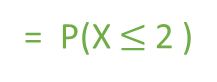 = P(X ≤ 2 )